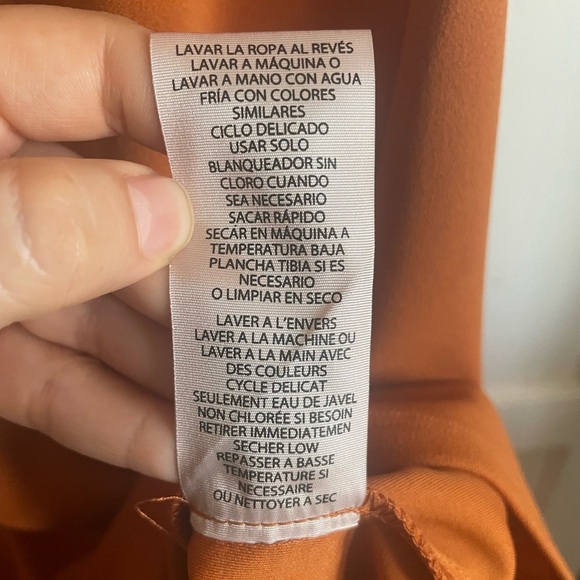 LAVAR LA ROPA AL REVÉS
LAVAR A MÁQUINA O
LAVAR A MANO CON AGUA
FRÍA CON COLORES
SIMILARES
CICLO DELICADO
USAR SOLO
BLANQUEADOR SIN
CLORO CUANDO
SEA NECESARIO
SACAR RÁPIDO
SECAR EN MÁQUINA A
TEMPERATURA BAJA
PLANCHA TIBIA SI ES
NECESARIO
O LIMPIAR EN SECO
LAVER A L'ENVERS
LAVER A LA MACHINE OU
LAVER A LA MAIN AVEC
DES COULEURS
CYCLE DELICAT
SEULEMENT EAU DE JAVEL
NON CHLORÉE SI BESOIN
RETIRER IMMEDIATEMEN
SECHER LOW
REPASSER A BASSE
TEMPERATURE SI
NECESSAIRE
OU NETTOYER A SEC